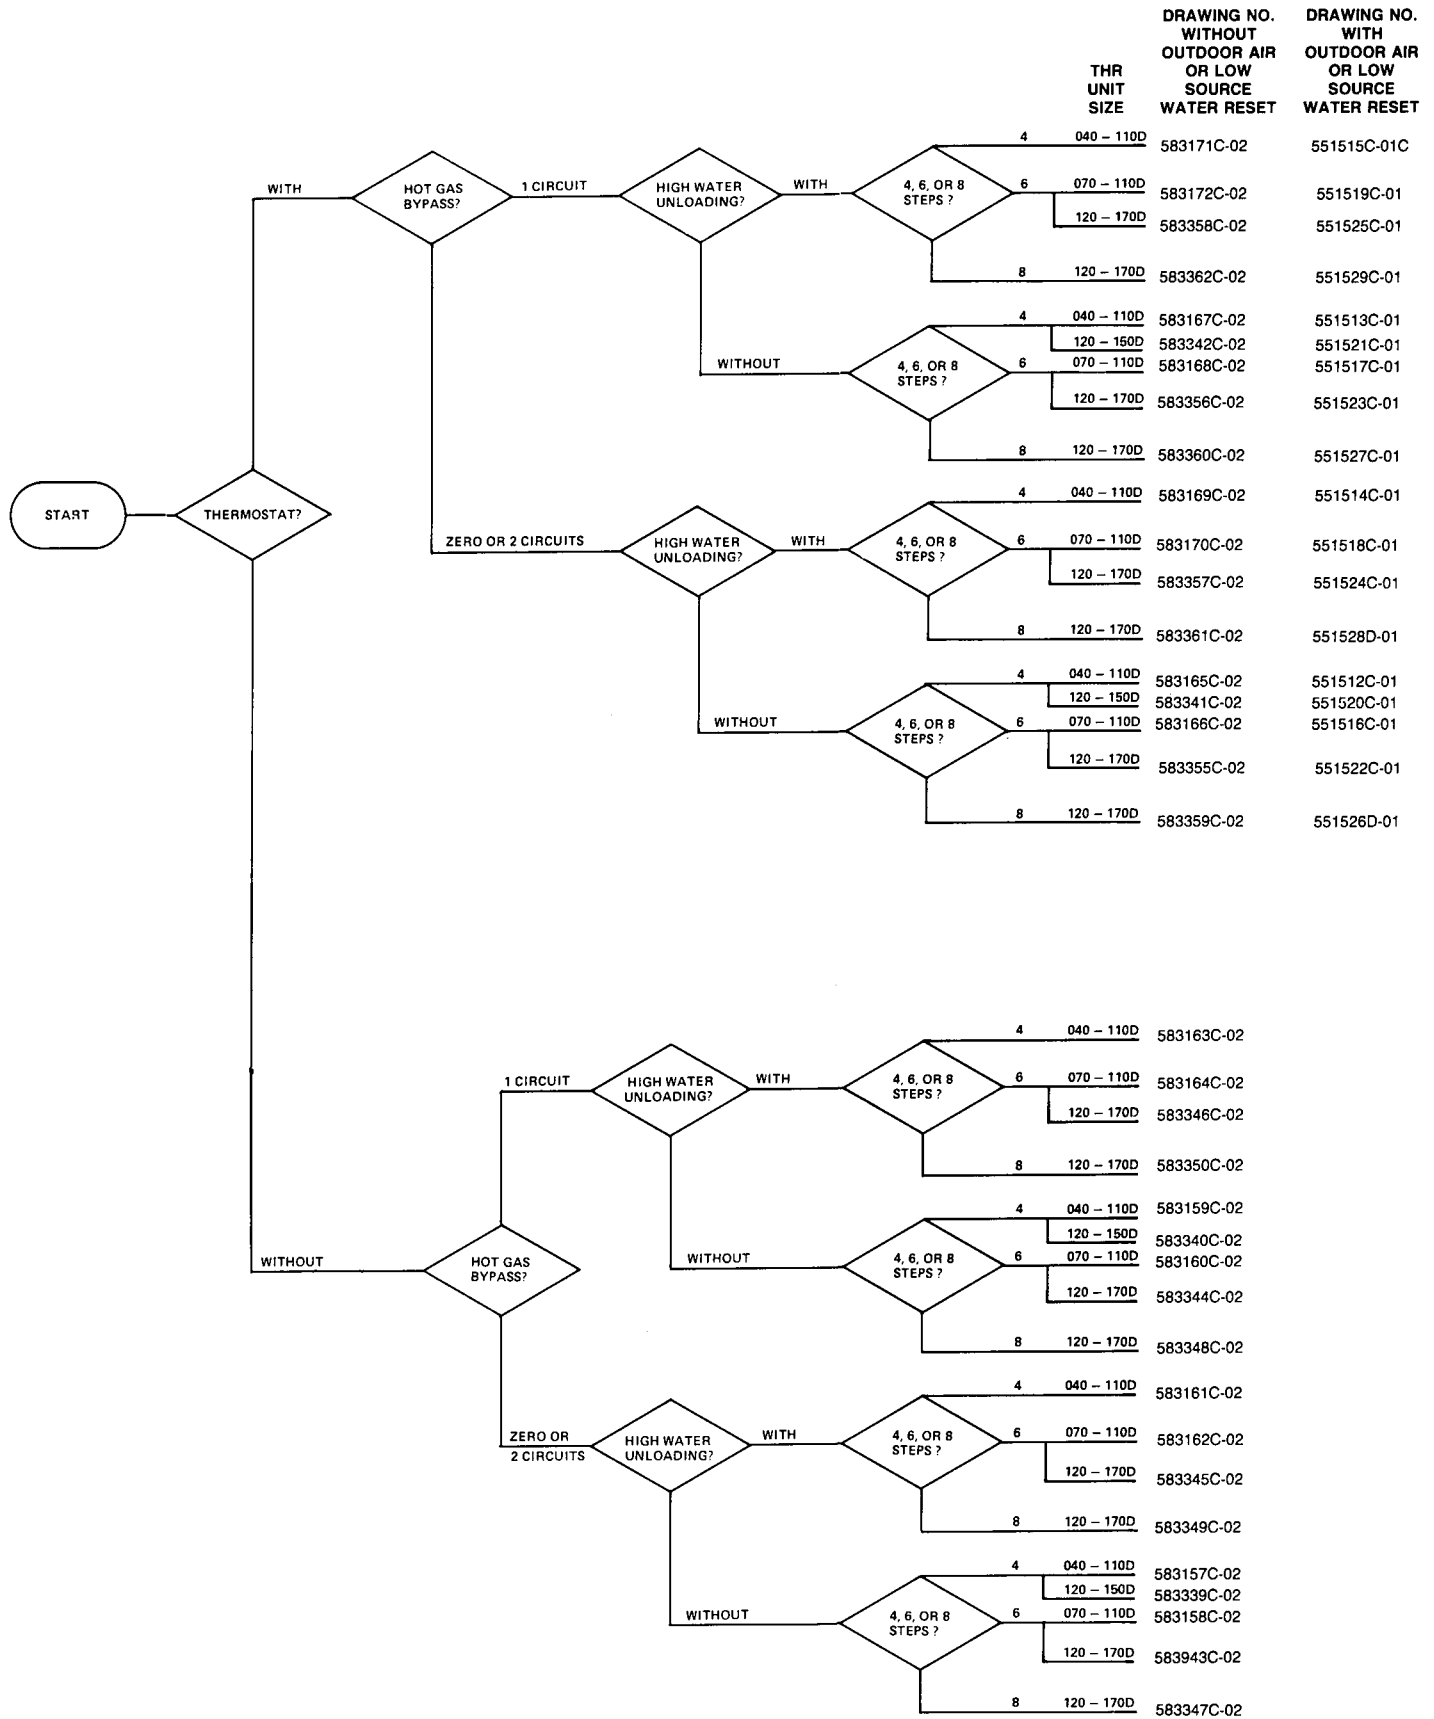 DRAWING NO.
WITHOUT
OUTDOOR AIR
OR LOW
SOURCE
WATER RESET
DRAWING NO.
WITH
OUTDOOR AIR
OR LOW
SOURCE
WATER RESET
THR
UNIT
SIZE
START
THERMOSTAT?
WITH
HOT GAS
BYPASS?
1 CIRCUIT
HIGH WATER
UNLOADING?
WITH
4, 6, OR 8
STEPS ?
4 040 – 110D 583171C-02 551515C-01C
6 070 – 110D 583172C-02 551519C-01
120 – 170D 583358C-02 551525C-01
8 120 – 170D 583362C-02 551529C-01
WITHOUT
4, 6, OR 8
STEPS ?
4 040 – 110D 583167C-02 551513C-01
120 – 150D 583342C-02 551521C-01
6 070 – 110D 583168C-02 551517C-01
120 – 170D 583356C-02 551523C-01
8 120 – 170D 583360C-02 551527C-01
ZERO OR 2 CIRCUITS
HIGH WATER
UNLOADING?
WITH
4, 6, OR 8
STEPS ?
4 040 – 110D 583169C-02 551514C-01
6 070 – 110D 583170C-02 551518C-01
120 – 170D 583357C-02 551524C-01
8 120 – 170D 583361C-02 551528D-01
WITHOUT
4, 6, OR 8
STEPS ?
4 040 – 110D 583165C-02 551512C-01
120 – 150D 583341C-02 551520C-01
6 070 – 110D 583166C-02 551516C-01
120 – 170D 583355C-02 551522C-01
8 120 – 170D 583359C-02 551526D-01
WITHOUT
HOT GAS
BYPASS?
1 CIRCUIT
HIGH WATER
UNLOADING?
WITH
4, 6, OR 8
STEPS ?
4 040 – 110D 583163C-02
6 070 – 110D 583164C-02
120 – 170D 583346C-02
8 120 – 170D 583350C-02
WITHOUT
4, 6, OR 8
STEPS ?
4 040 – 110D 583159C-02
120 – 150D 583340C-02
6 070 – 110D 583160C-02
120 – 170D 583344C-02
8 120 – 170D 583348C-02
ZERO OR
2 CIRCUITS
HIGH WATER
UNLOADING?
WITH
4, 6, OR 8
STEPS ?
4 040 – 110D 583161C-02
6 070 – 110D 583162C-02
120 – 170D 583345C-02
8 120 – 170D 583349C-02
WITHOUT
4, 6, OR 8
STEPS ?
4 040 – 110D 583157C-02
120 – 150D 583339C-02
6 070 – 110D 583158C-02
120 – 170D 583943C-02
8 120 – 170D 583347C-02